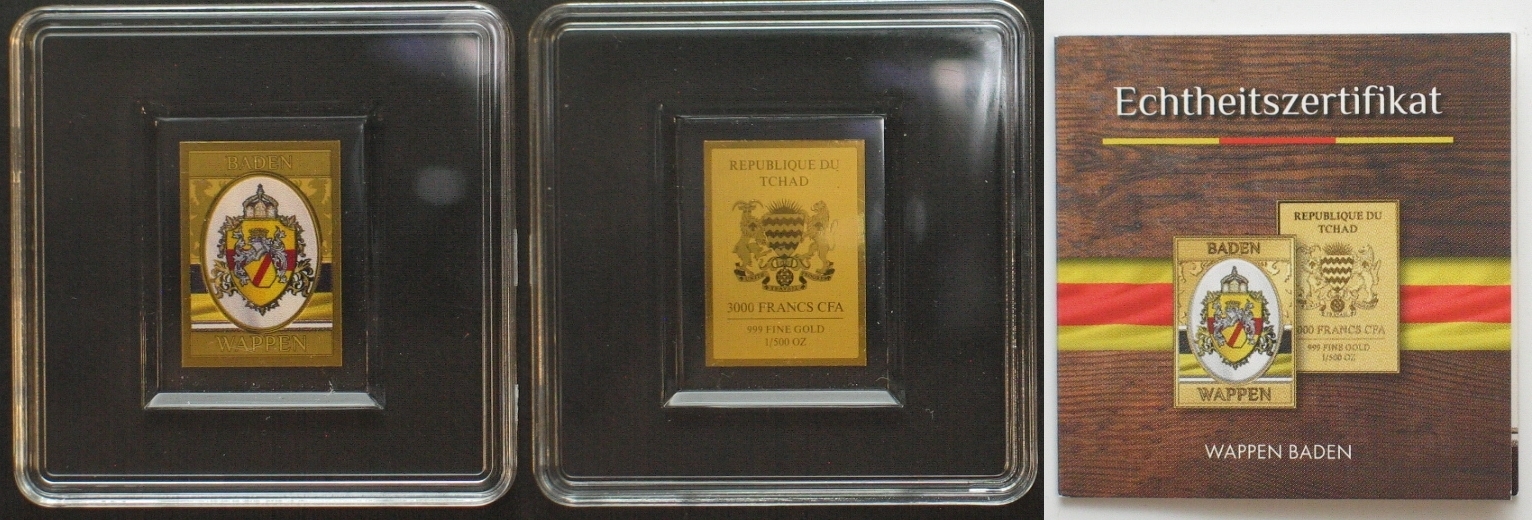 BADEN
WAPPEN
REPUBLIQUE DU
TCHAD
3000 FRANCS CFA
999 FINE GOLD
1/500 OZ
Echtheitszertifikat
REPUBLIQUE DU
TCHAD
BADEN
000 FRANCS CFA
999 FINE GOLD
1/500 OZ
WAPPEN
WAPPEN BADEN